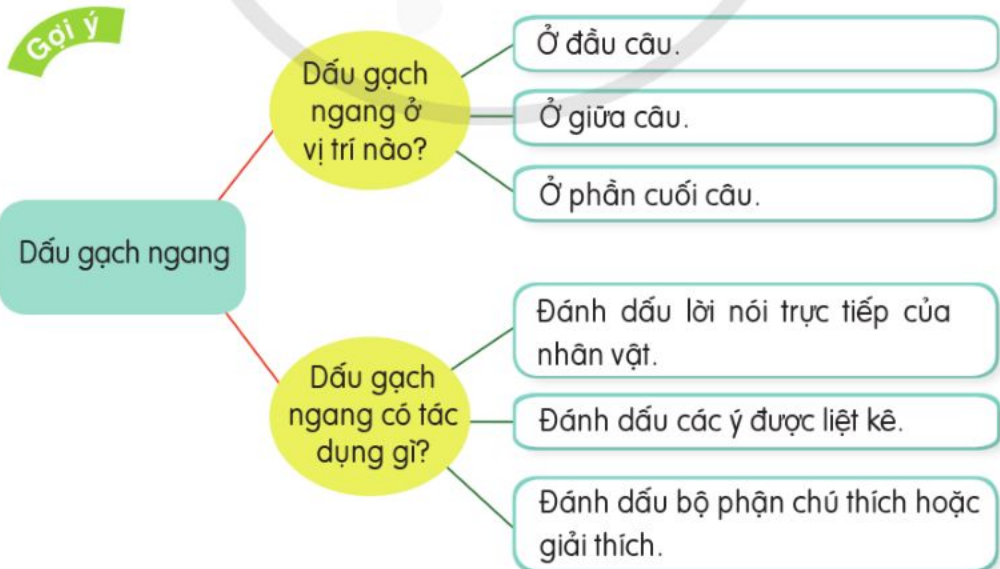 Gợi ý
Dấu gạch
ngang ở
vị trí nào?
Ở đầu câu.
Ở giữa câu.
Ở phần cuối câu.
Dấu gạch ngang
Dấu gạch
ngang có tác
dụng gì?
Đánh dấu lời nói trực tiếp của
nhân vật.
Đánh dấu các ý được liệt kê.
Đánh dấu bộ phận chú thích hoặc
giải thích.